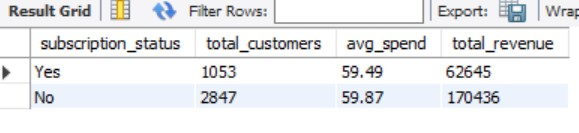 Result Grid Filter Rows: Export: Wrap
subscription_status total_customers avg_spend total_revenue
Yes 1053 59.49 62645
No 2847 59.87 170436